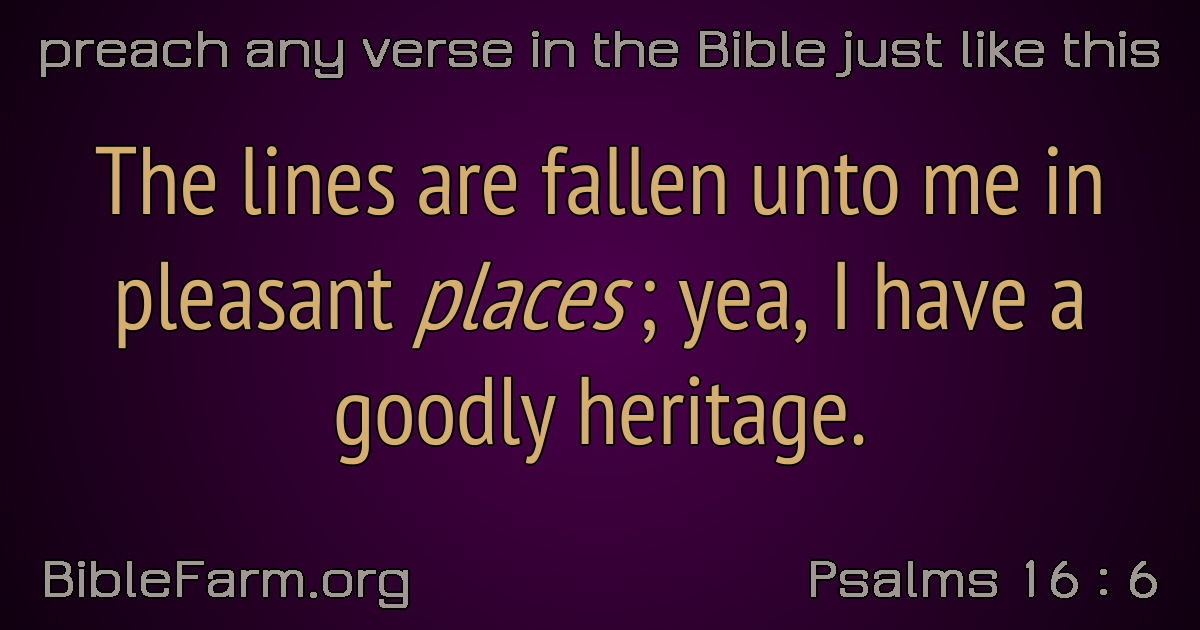 preach any verse in the Bible just like this
The lines are fallen unto me in
pleasant places; yea, I have a
goodly heritage.
BibleFarm.org
Psalms 16 : 6